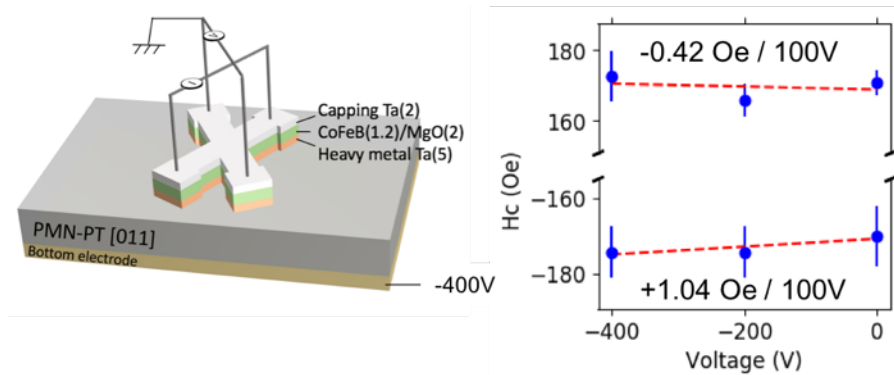 Capping Ta(2)
CoFeB(1.2)/MgO(2)
Heavy metal Ta(5)
PMN-PT [011]
Bottom electrode
-400V
-0.42 Oe / 100V
180
160
Hc (Oe)
−160
−180
+1.04 Oe / 100V
−400
−200
0
Voltage (V)